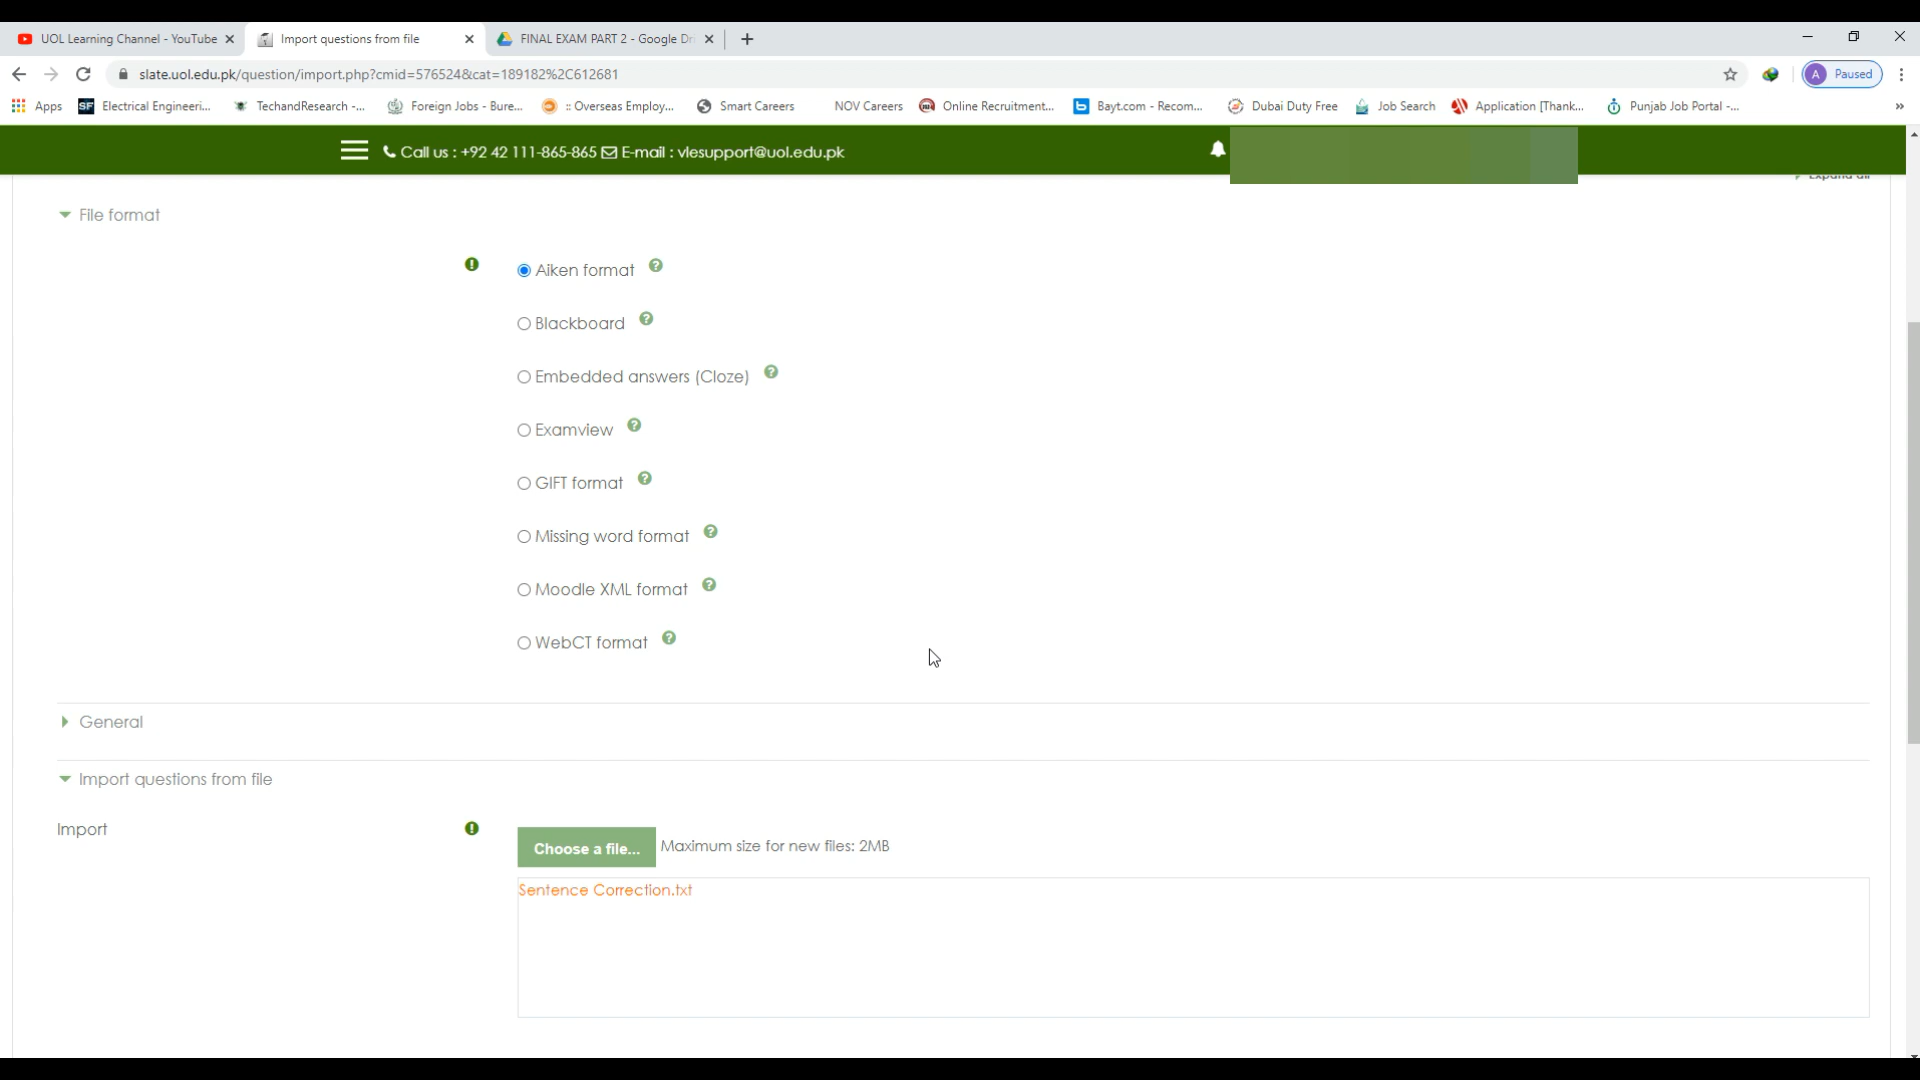 UOL Learning Channel - YouTube
Import questions from file
FINAL EXAM PART 2 - Google Dr
slate.uol.edu.pk/question/import.php?cmid=576524&cat=189182%2C612681
A Paused
Apps
SF Electrical Engineeri...
TechandResearch -...
Foreign Jobs - Bure...
:: Overseas Employ...
Smart Careers
NOV Careers
Online Recruitment...
b Bayt.com - Recom...
Dubai Duty Free
Job Search
Application [Thank...
Punjab Job Portal -...
»
Call us : +92 42 111-865-865 E-mail : vlesupport@uol.edu.pk
Expand all
File format
Aiken format
Blackboard
Embedded answers (Cloze)
Examview
GIFT format
Missing word format
Moodle XML format
WebCT format
General
Import questions from file
Import
Choose a file... Maximum size for new files: 2MB
Sentence Correction.txt